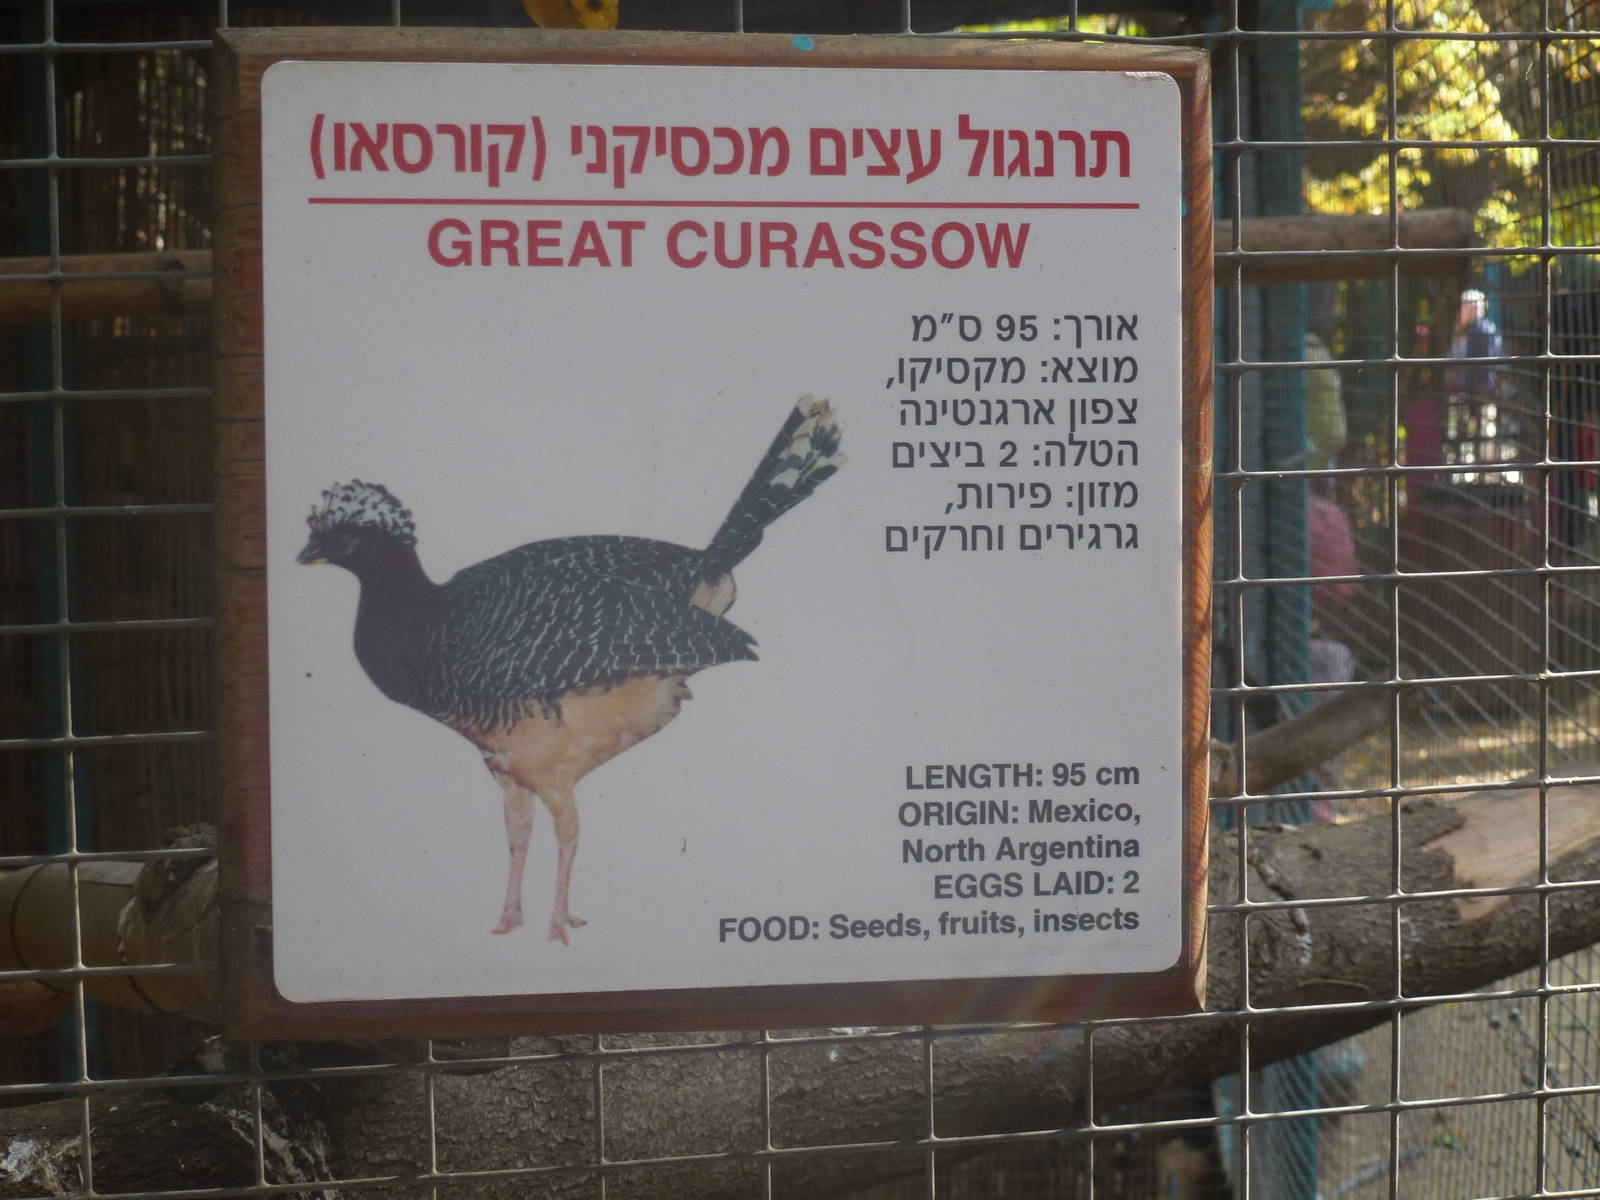 תרנגול עצים מכסיקני (קורסאו)
GREAT CURASSOW
אורך: 95 ס"מ
מוצא: מקסיקו,
צפון ארגנטינה
הטלה: 2 ביצים
מזון: פירות,
גרגירים וחרקים
LENGTH: 95 cm
ORIGIN: Mexico,
North Argentina
EGGS LAID: 2
FOOD: Seeds, fruits, insects